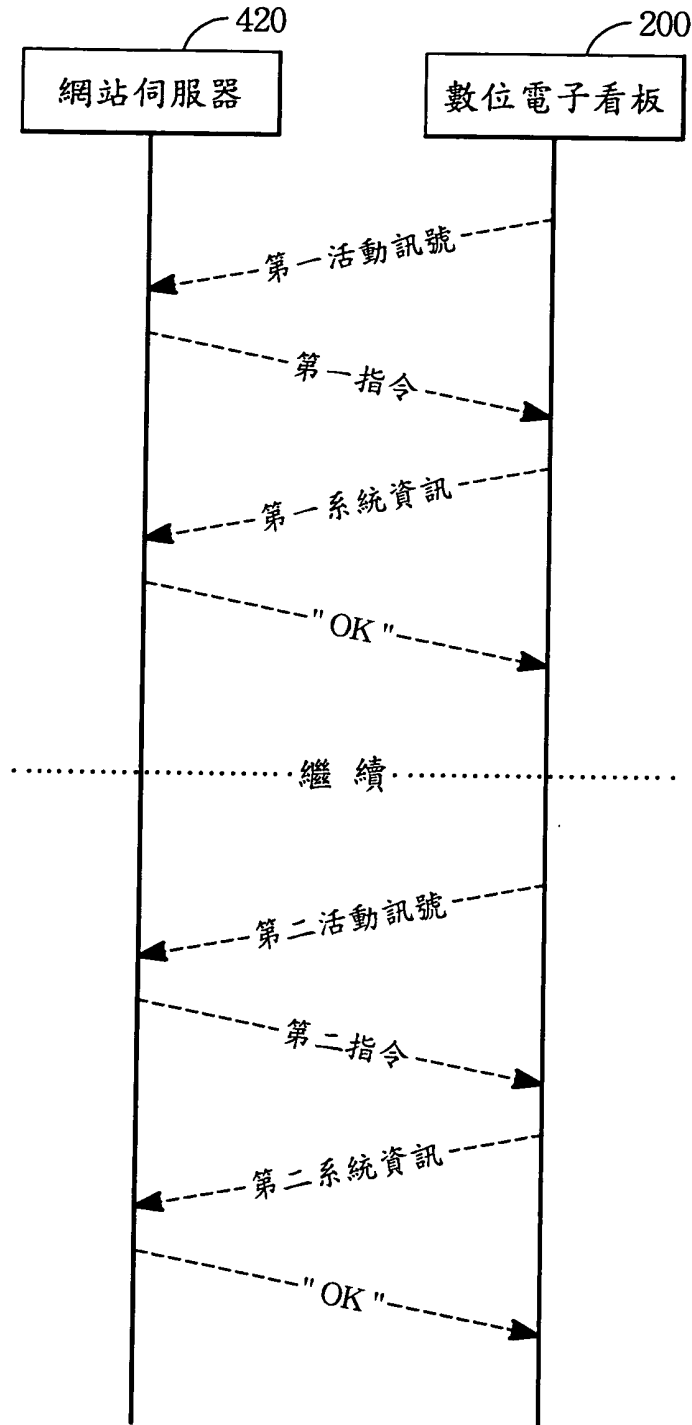 420
200
網站伺服器
數位電子看板
第一活動訊號
第一指令
第一系統資訊
"OK"
繼續
第二活動訊號
第二指令
第二系統資訊
"OK"